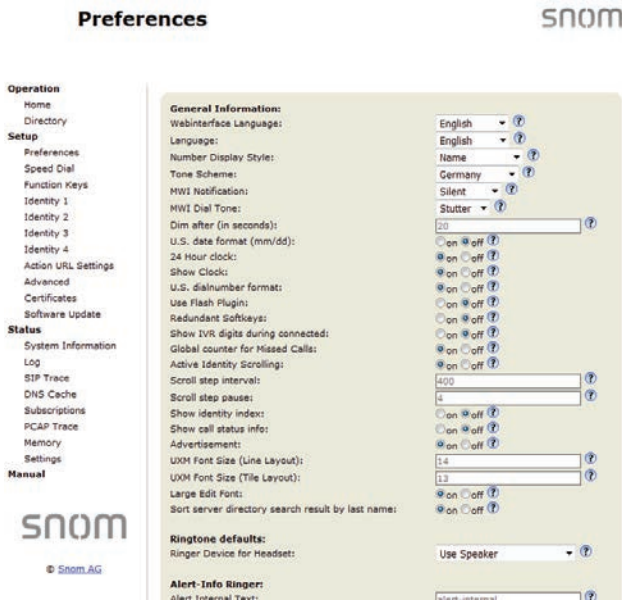 Preferences
snom
Operation
Home
Directory
Setup
Preferences
Speed Dial
Function Keys
Identity 1
Identity 2
Identity 3
Identity 4
Action URL Settings
Advanced
Certificates
Software Update
Status
System Information
Log
SIP Trace
DNS Cache
Subscriptions
PCAP Trace
Memory
Settings
Manual
snom
© Snom AG
General Information:
Webinterface Language: English ?
Language: English ?
Number Display Style: Name ?
Tone Scheme: Germany ?
MWI Notification: Silent ?
MWI Dial Tone: Stutter ?
Dim after (in seconds): 20 ?
U.S. date format (mm/dd): on off ?
24 Hour clock: on off ?
Show Clock: on off ?
U.S. dialnumber format: on off ?
Use Flash Plugin: on off ?
Redundant Softkeys: on off ?
Show IVR digits during connected: on off ?
Global counter for Missed Calls: on off ?
Active Identity Scrolling: on off ?
Scroll step interval: 400 ?
Scroll step pause: 4 ?
Show identity index: on off ?
Show call status info: on off ?
Advertisement: on off ?
UXM Font Size (Line Layout): 14 ?
UXM Font Size (Tile Layout): 13 ?
Large Edit Font: on off ?
Sort server directory search result by last name: on off ?
Ringtone defaults:
Ringer Device for Headset: Use Speaker ?
Alert-Info Ringer:
Alert Internal Text: alert-internal ?